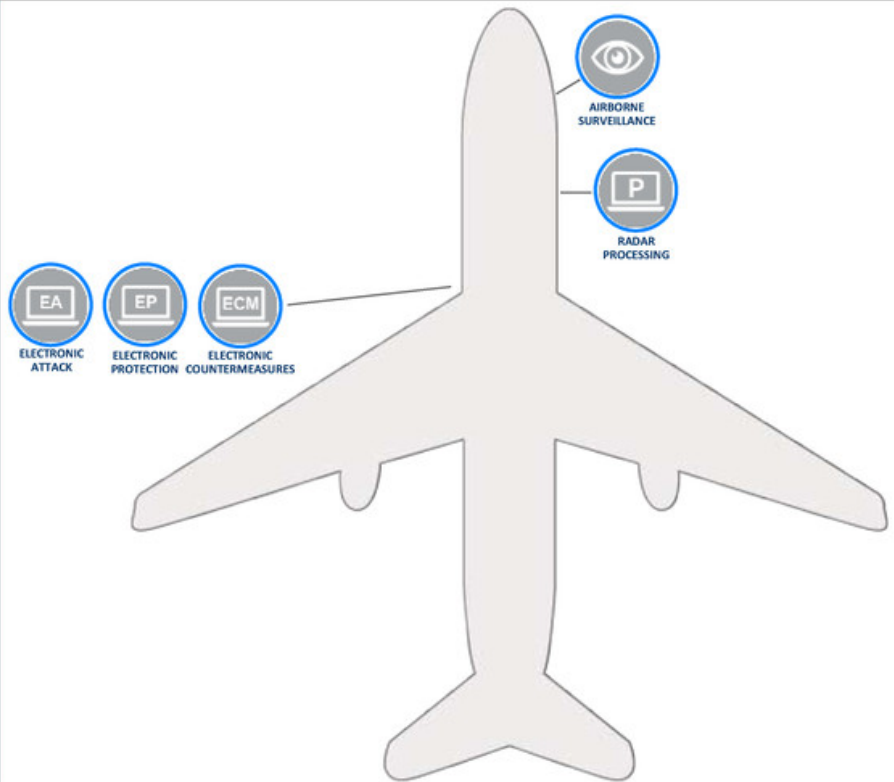 AIRBORNE
SURVEILLANCE
P
RADAR
PROCESSING
EA
ELECTRONIC
ATTACK
EP
ELECTRONIC
PROTECTION
ECM
ELECTRONIC
COUNTERMEASURES